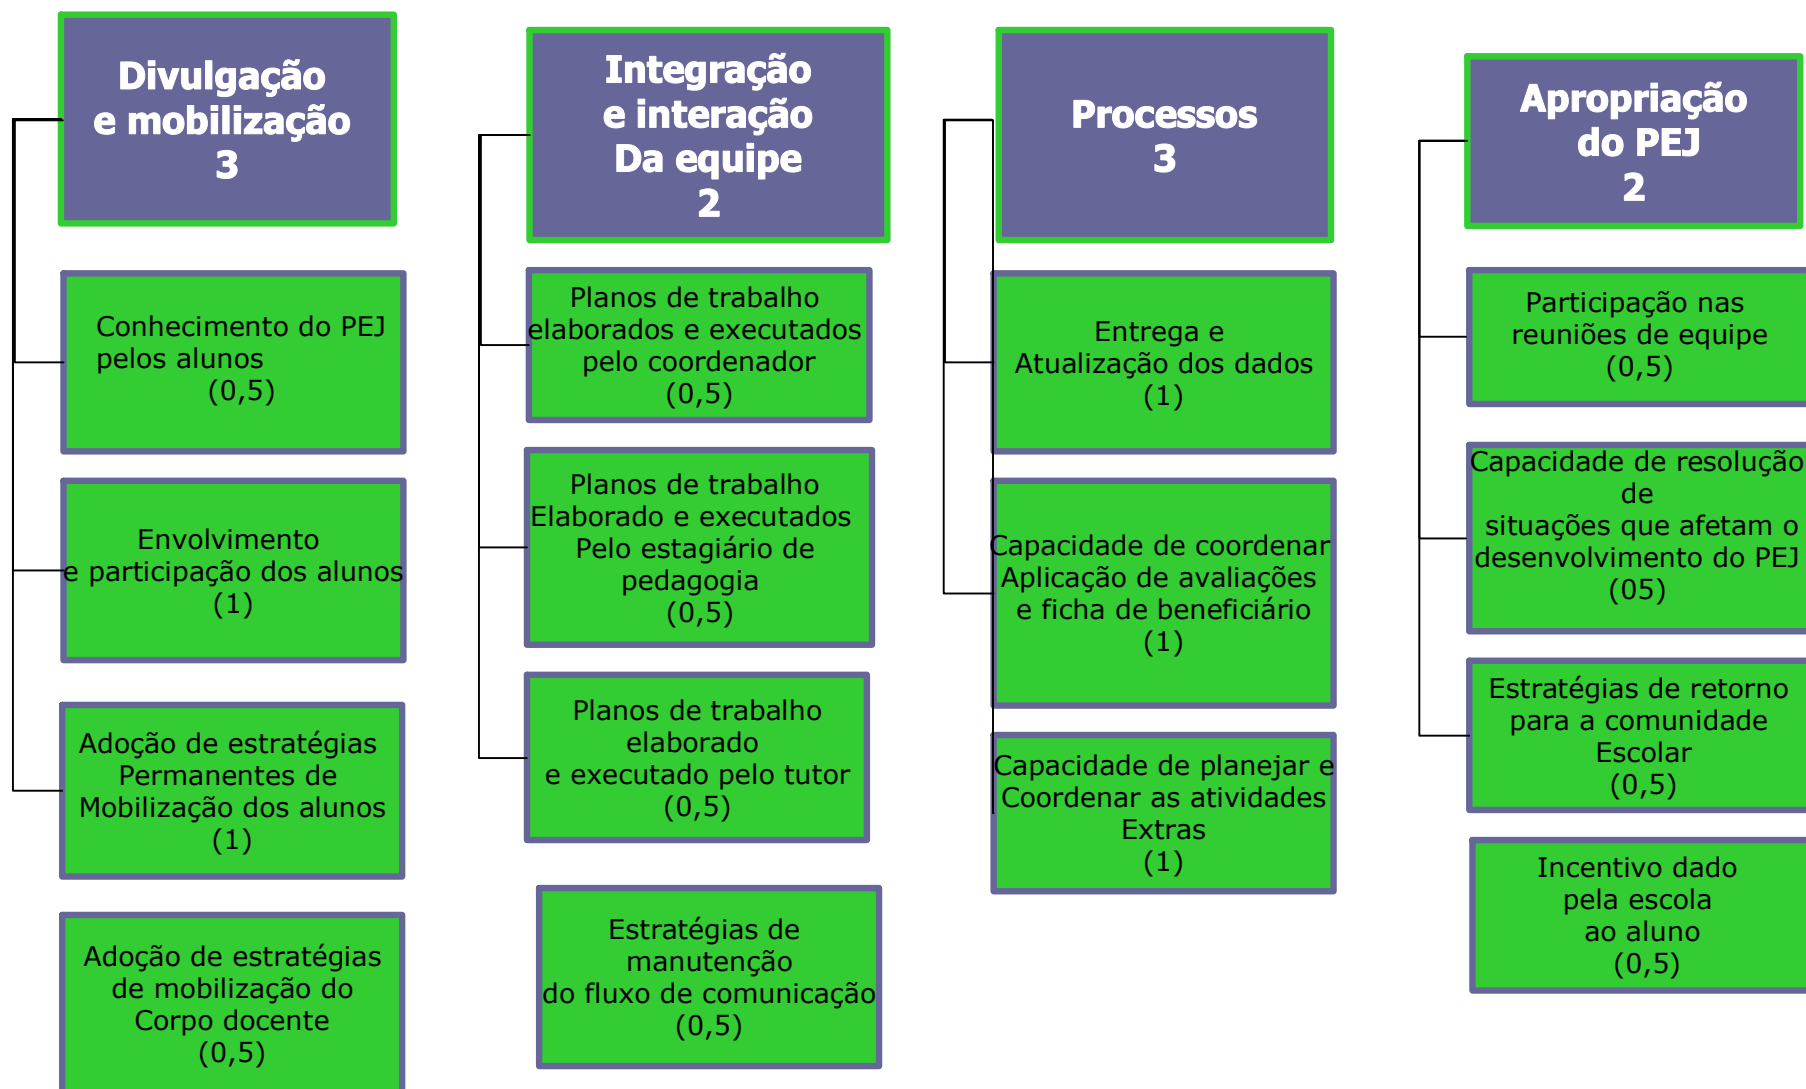 Divulgação
e mobilização
3
Conhecimento do PEJ
pelos alunos
(0,5)
Envolvimento
e participação dos alunos
(1)
Adoção de estratégias
Permanentes de
Mobilização dos alunos
(1)
Adoção de estratégias
de mobilização do
Corpo docente
(0,5)
Integração
e interação
Da equipe
2
Planos de trabalho
elaborados e executados
pelo coordenador
(0,5)
Planos de trabalho
Elaborado e executados
Pelo estagiário de
pedagogia
(0,5)
Planos de trabalho
elaborado
e executado pelo tutor
(0,5)
Estratégias de
manutenção
do fluxo de comunicação
(0,5)
Processos
3
Entrega e
Atualização dos dados
(1)
Capacidade de coordenar
Aplicação de avaliações
e ficha de beneficiário
(1)
Capacidade de planejar e
Coordenar as atividades
Extras
(1)
Apropriação
do PEJ
2
Participação nas
reuniões de equipe
(0,5)
Capacidade de resolução
de
situações que afetam o
desenvolvimento do PEJ
(05)
Estratégias de retorno
para a comunidade
Escolar
(0,5)
Incentivo dado
pela escola
ao aluno
(0,5)